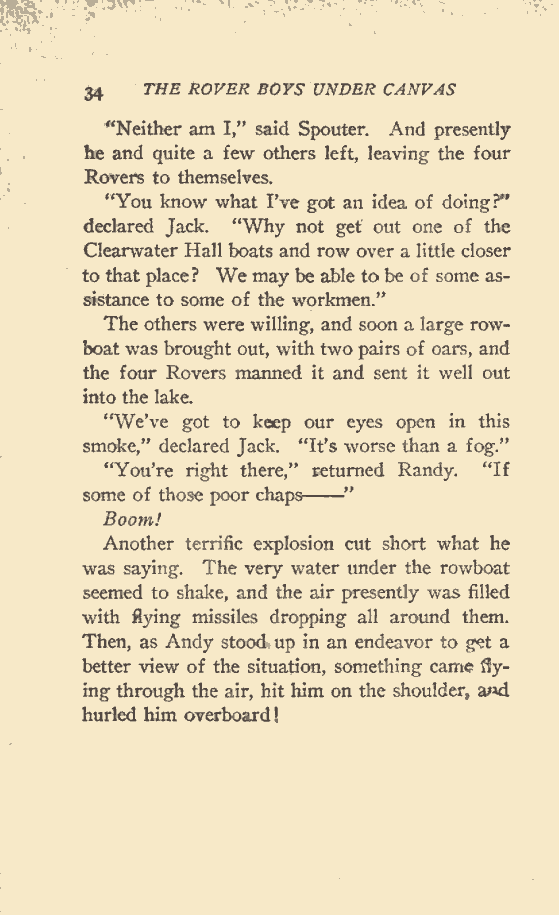 34 THE ROVER BOYS UNDER CANVAS
"Neither am I," said Spouter. And presently
he and quite a few others left, leaving the four
Rovers to themselves.
"You know what I've got an idea of doing?"
declared Jack. "Why not get out one of the
Clearwater Hall boats and row over a little closer
to that place? We may be able to be of some as-
sistance to some of the workmen."
The others were willing, and soon a large row-
boat was brought out, with two pairs of oars, and
the four Rovers manned it and sent it well out
into the lake.
"We've got to keep our eyes open in this
smoke," declared Jack. "It's worse than a fog."
"You're right there," returned Randy. "If
some of those poor chaps——"
Boom!
Another terrific explosion cut short what he
was saying. The very water under the rowboat
seemed to shake, and the air presently was filled
with flying missiles dropping all around them.
Then, as Andy stood up in an endeavor to get a
better view of the situation, something came fly-
ing through the air, hit him on the shoulder, and
hurled him overboard!